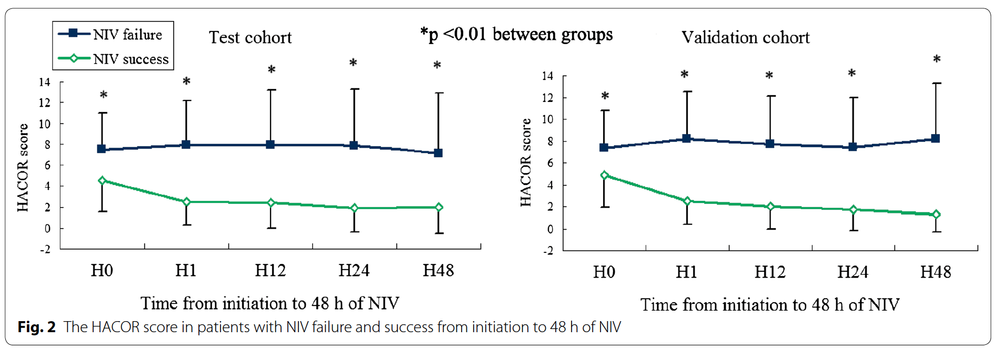 NIV failure
NIV success
Test cohort
*p <0.01 between groups
Validation cohort
* * * * *
HACOR score
14
12
10
8
6
4
2
0
-2
H0 H1 H12 H24 H48
Time from initiation to 48 h of NIV
* * * * *
HACOR score
14
12
10
8
6
4
2
0
-2
H0 H1 H12 H24 H48
Time from initiation to 48 h of NIV
Fig. 2 The HACOR score in patients with NIV failure and success from initiation to 48 h of NIV